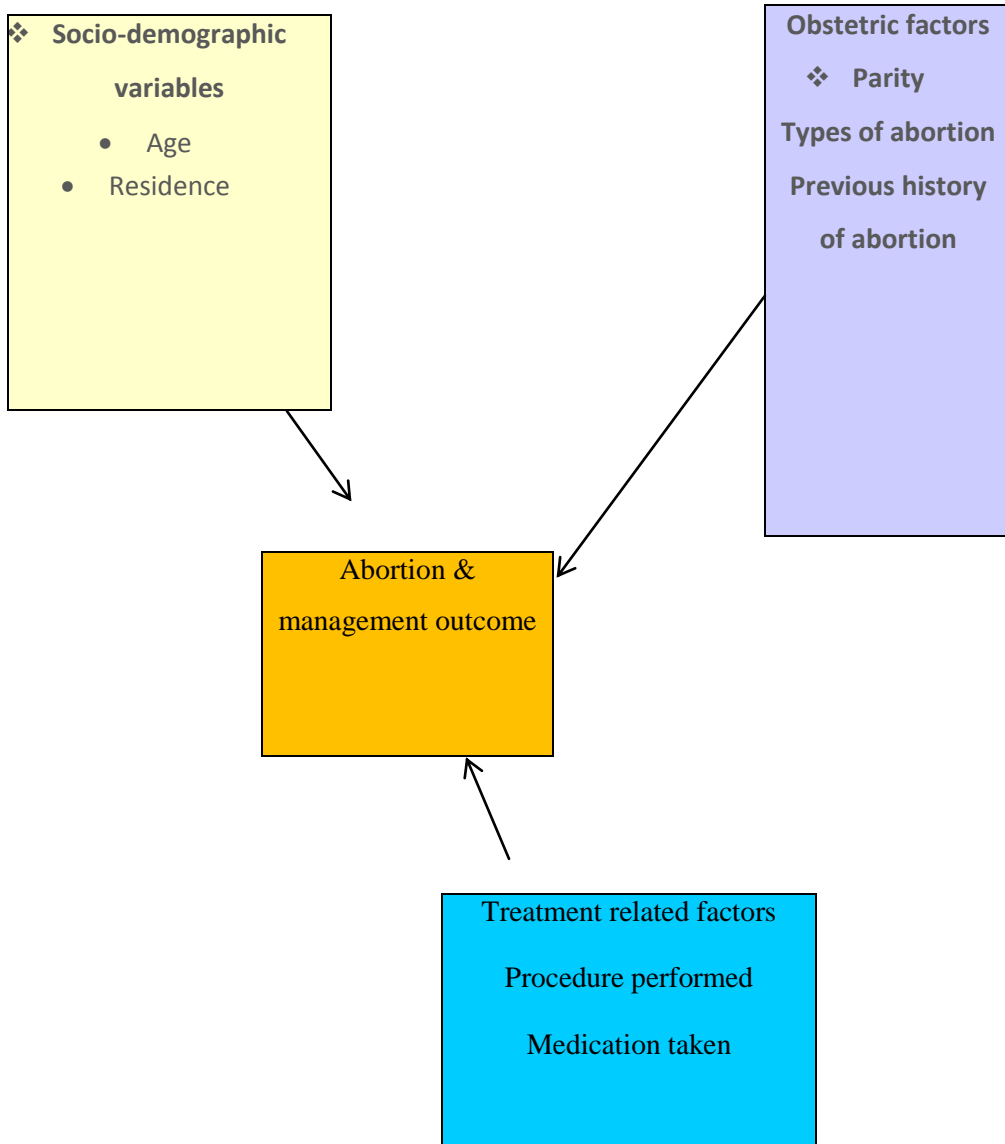 ❖ Socio-demographic
variables
• Age
• Residence
Obstetric factors
❖ Parity
Types of abortion
Previous history
of abortion
Abortion &
management outcome
Treatment related factors
Procedure performed
Medication taken